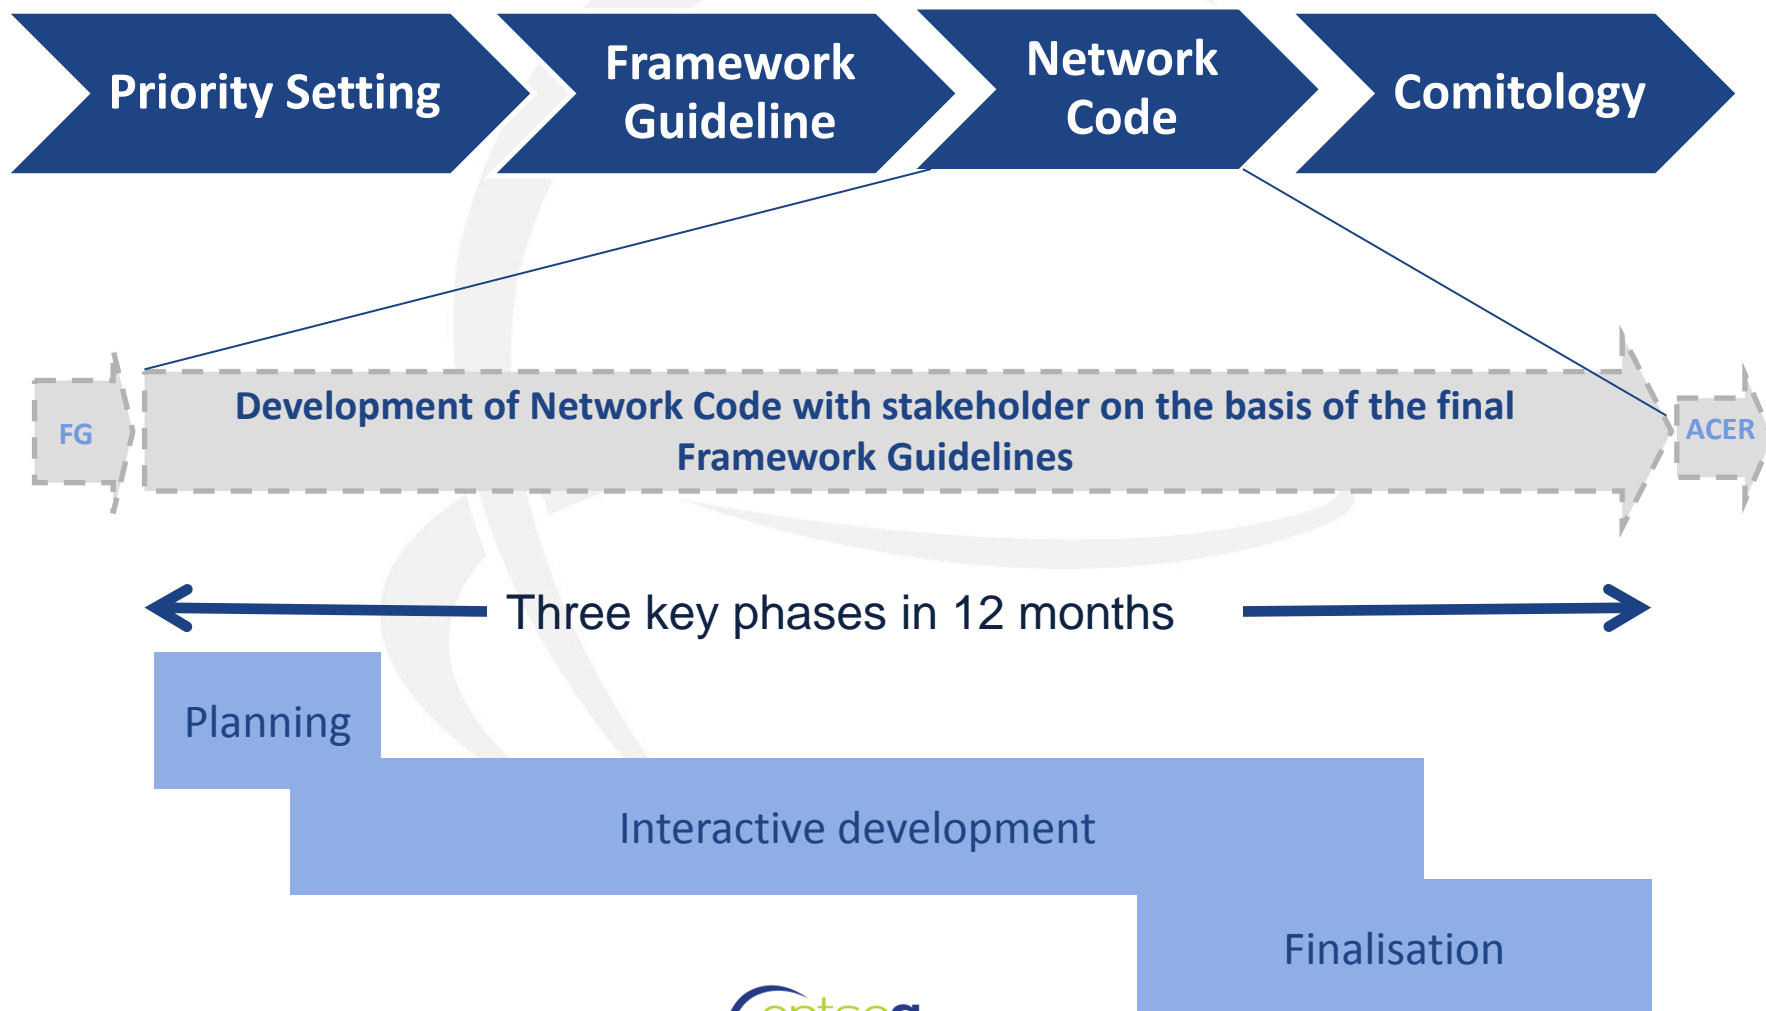 Priority Setting
Framework
Guideline
Network
Code
Comitology
FG
Development of Network Code with stakeholder on the basis of the final
Framework Guidelines
ACER
Three key phases in 12 months
Planning
Interactive development
Finalisation